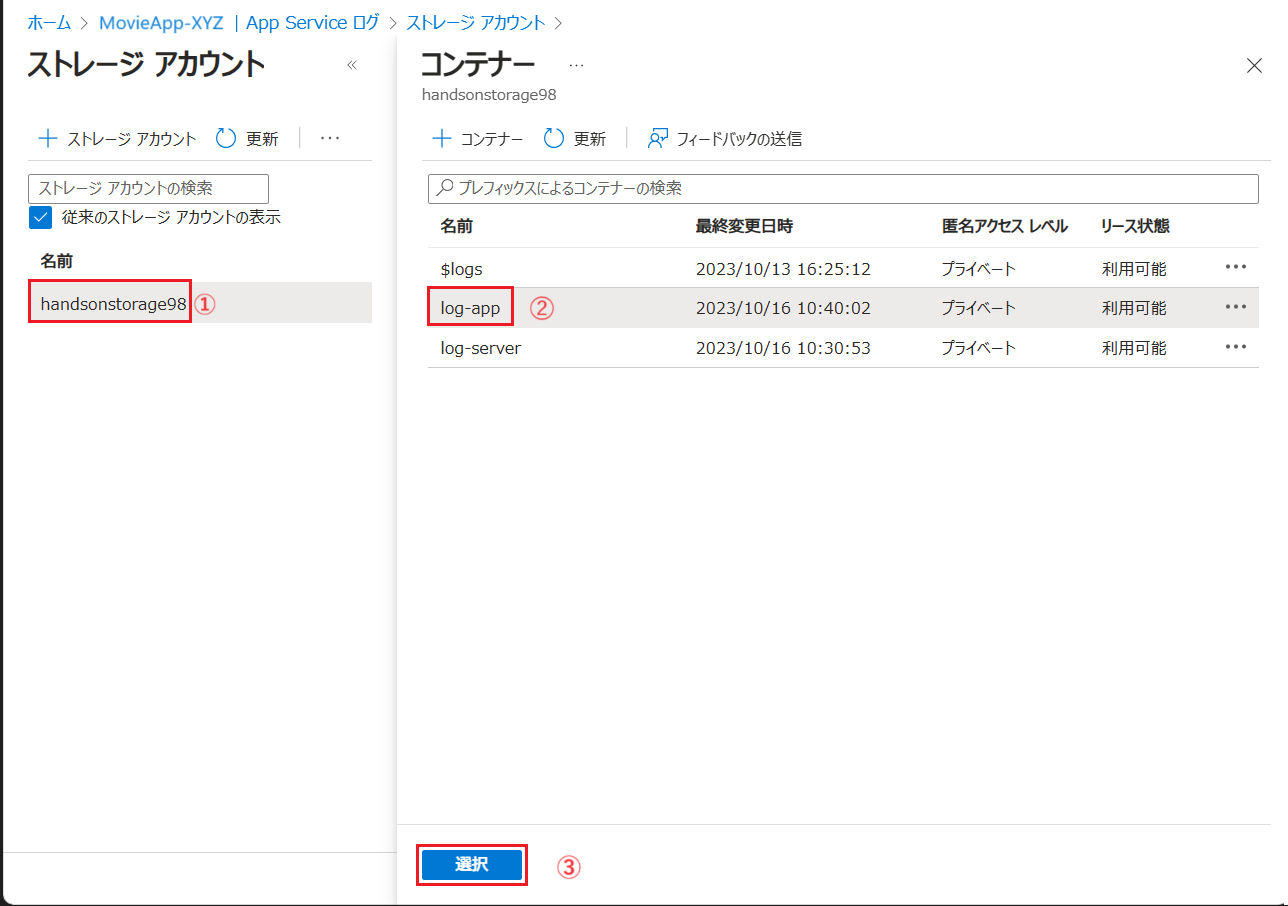 ホーム > MovieApp-XYZ | App Service ログ > ストレージ アカウント >
ストレージ アカウント «
+ ストレージ アカウント 更新 ...
ストレージ アカウントの検索
従来のストレージ アカウントの表示
名前
handsonstorage98 ①
コンテナー ...
handsonstorage98
+ コンテナー 更新 フィードバックの送信
プレフィックスによるコンテナーの検索
名前 最終変更日時 匿名アクセス レベル リース状態
$logs 2023/10/13 16:25:12 プライベート 利用可能 ...
log-app ② 2023/10/16 10:40:02 プライベート 利用可能 ...
log-server 2023/10/16 10:30:53 プライベート 利用可能 ...
選択 ③